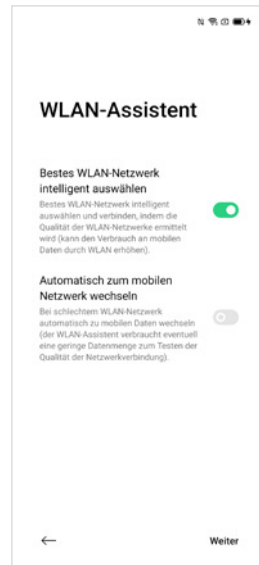 WLAN-Assistent
Bestes WLAN-Netzwerk
intelligent auswählen
Bestes WLAN-Netzwerk intelligent
auswählen und verbinden, indem die
Qualität der WLAN-Netzwerke ermittelt
wird (kann den Verbrauch an mobilen
Daten durch WLAN erhöhen).
Automatisch zum mobilen
Netzwerk wechseln
Bei schlechtem WLAN-Netzwerk
automatisch zu mobilen Daten wechseln
(der WLAN-Assistent verbraucht eventuell
eine geringe Datenmenge zum Testen der
Qualität der Netzwerkverbindung).
Weiter